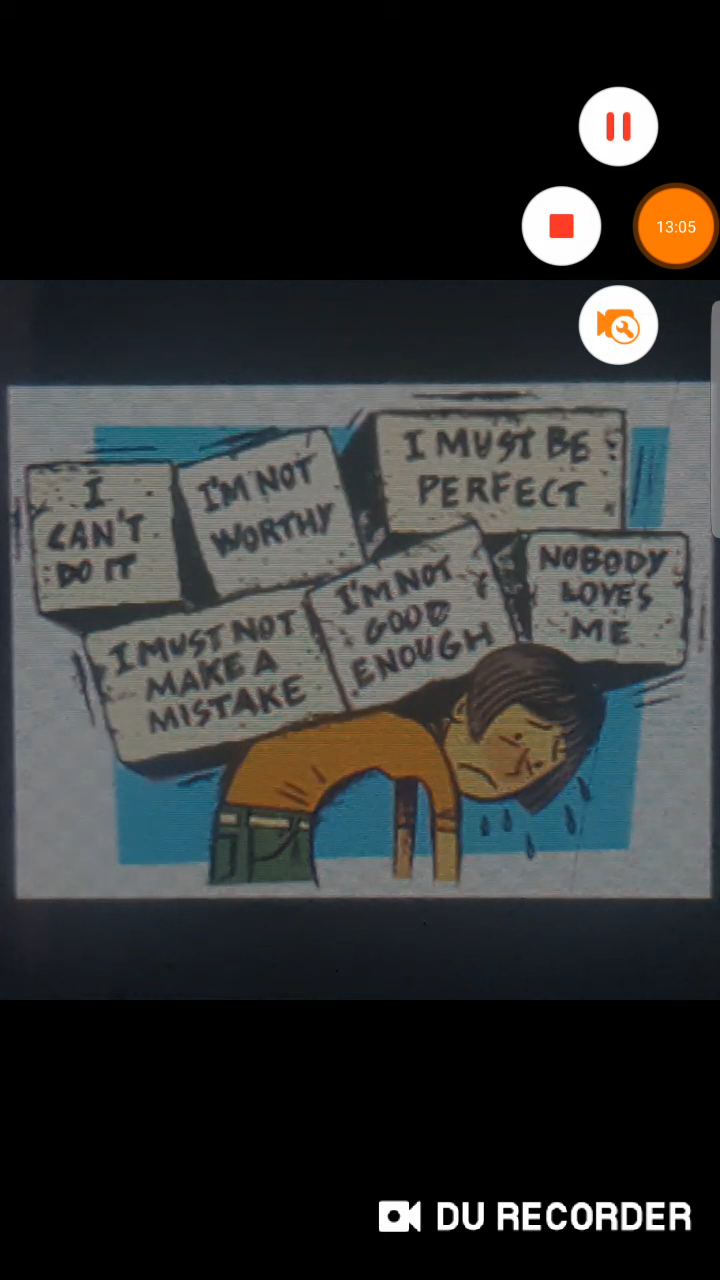 13:05
I
CAN'T
DO IT
I'M NOT
WORTHY
I MUST BE
PERFECT
I MUST NOT
MAKE A
MISTAKE
I'M NOT
GOOD
ENOUGH
NOBODY
LOVES
ME
DU RECORDER